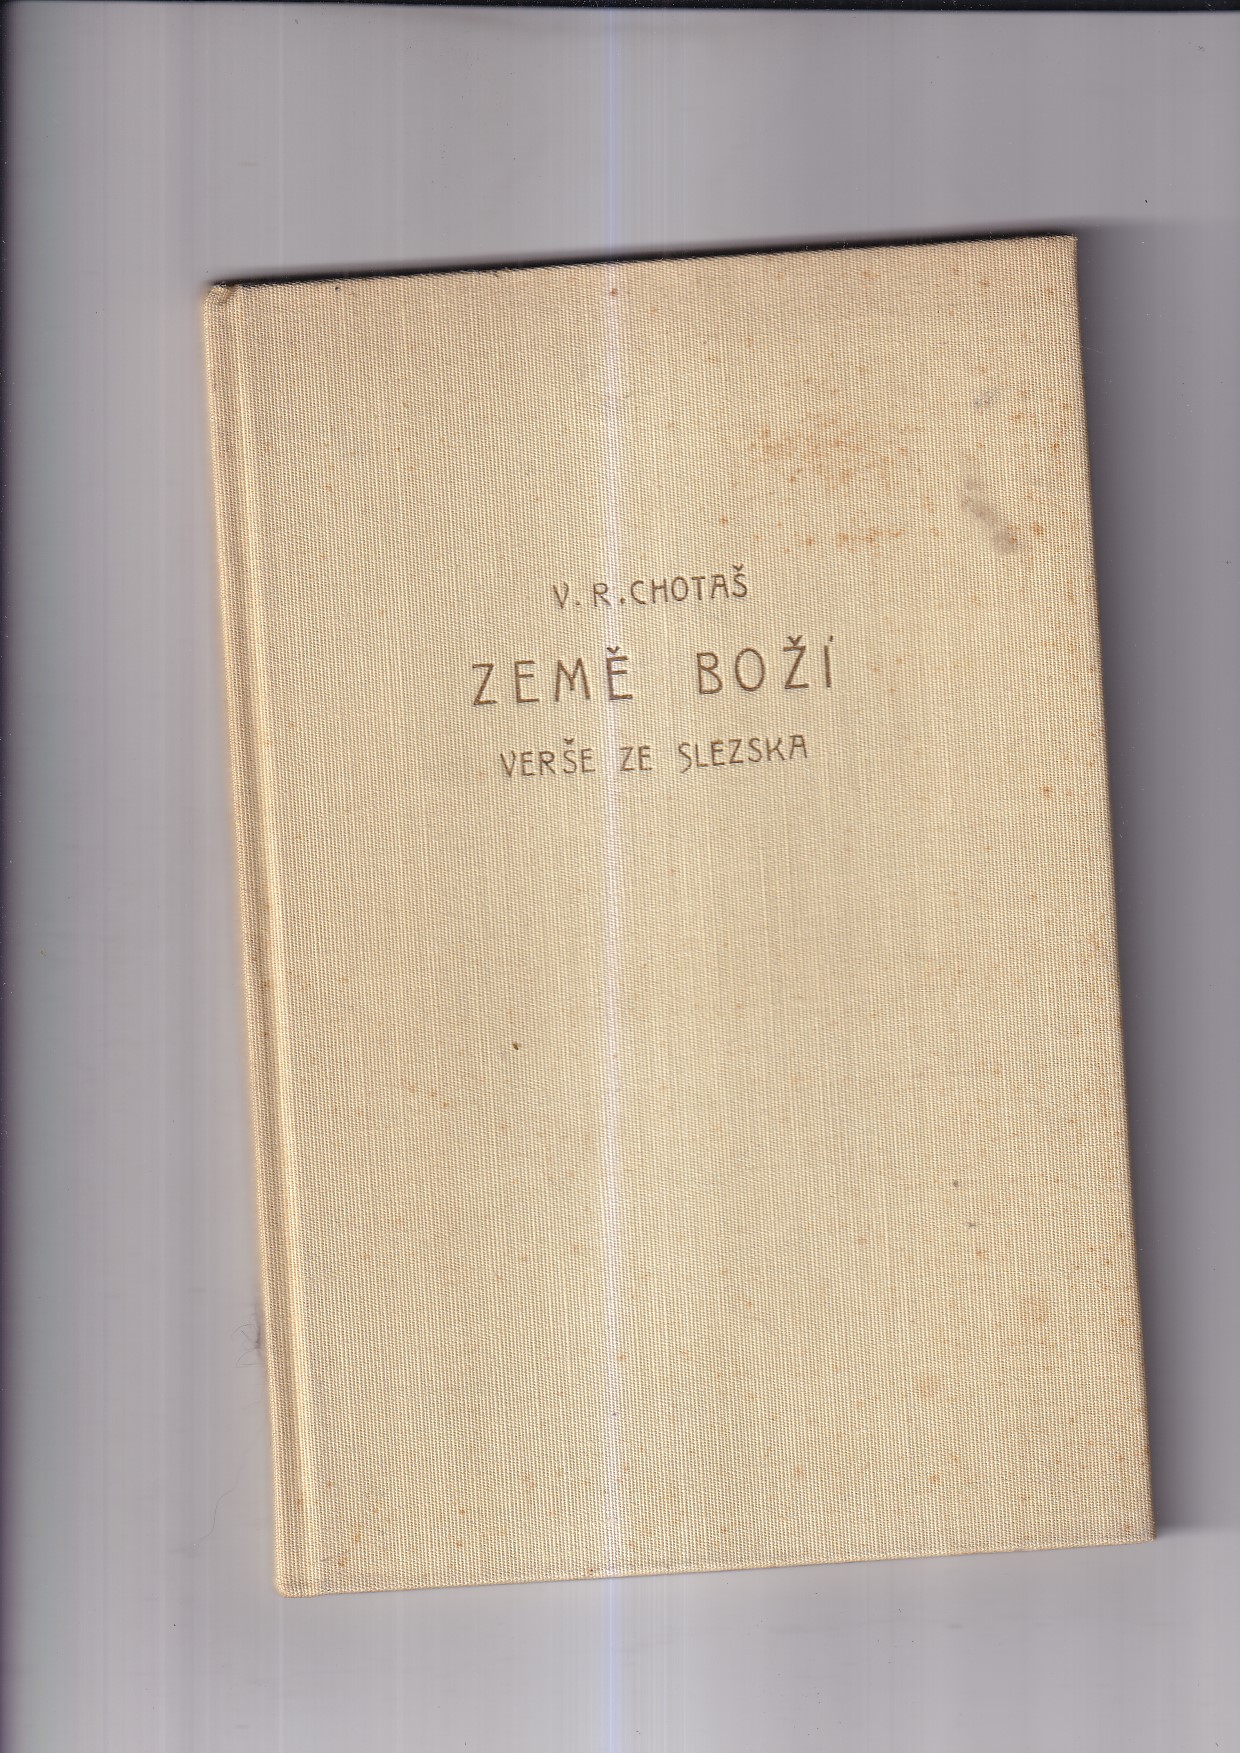 V. R. CHOTAŠ
ZEMĚ BOŽÍ
VERŠE ZE SLEZSKA